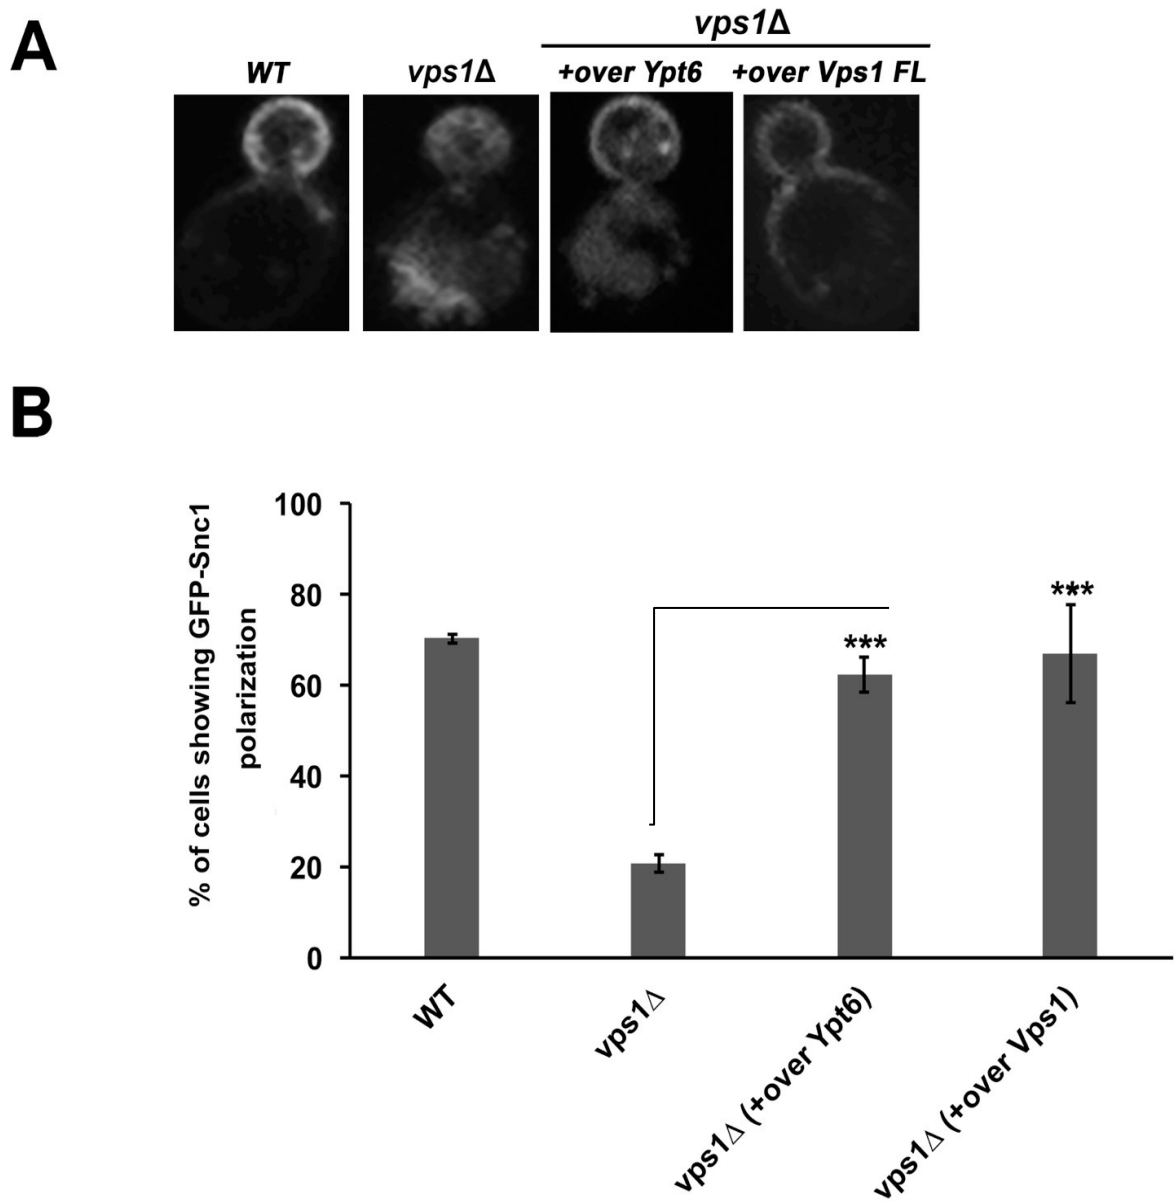 A
vps1Δ
WT
vps1Δ
+over Ypt6
+over Vps1 FL
B
% of cells showing GFP-Snc1
polarization
100
80
60
40
20
0
***
***
WT
vps1Δ
vps1Δ (+over Ypt6)
vps1Δ (+over Vps1)